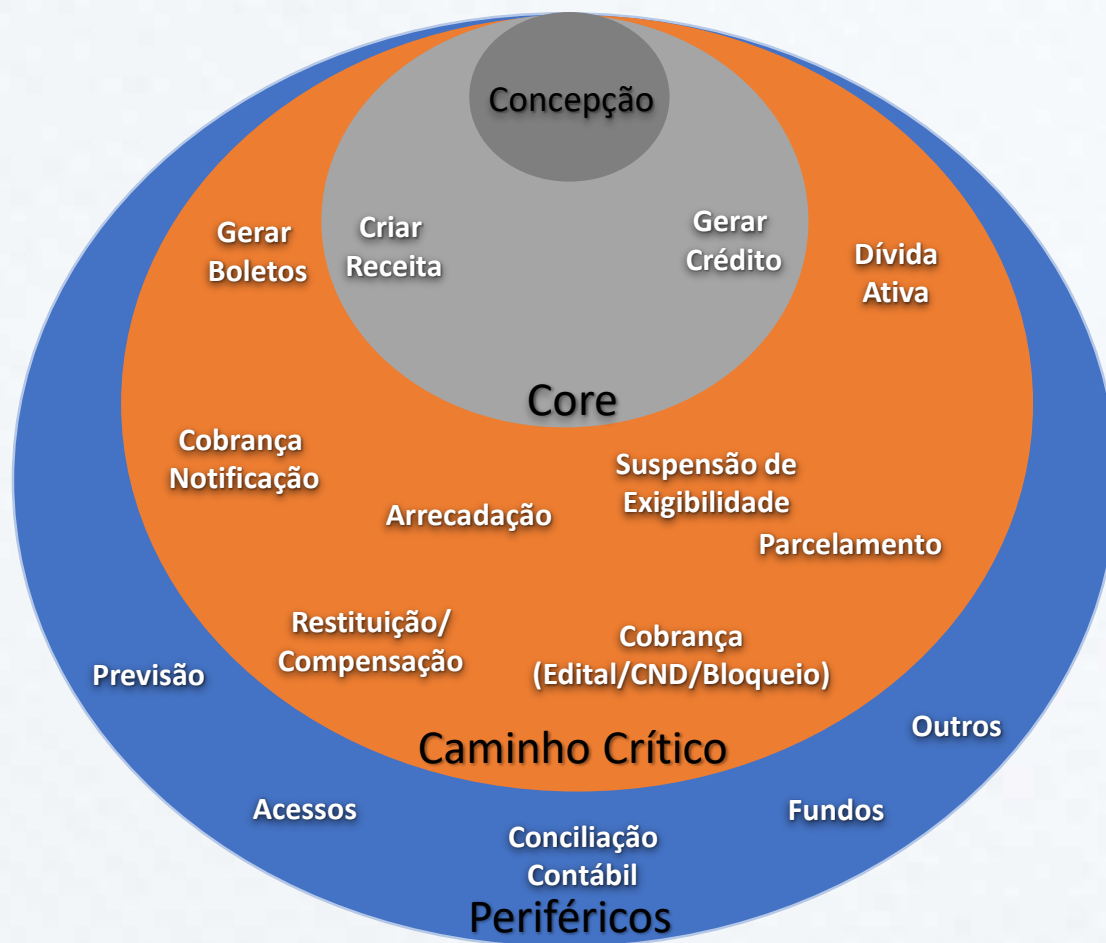 Concepção
Gerar
Boletos
Criar
Receita
Gerar
Crédito
Dívida
Ativa
Core
Cobrança
Notificação
Arrecadação
Suspensão de
Exigibilidade
Parcelamento
Restituição/
Compensação
Cobrança
(Edital/CND/Bloqueio)
Previsão
Outros
Caminho Crítico
Acessos
Fundos
Conciliação
Contábil
Periféricos